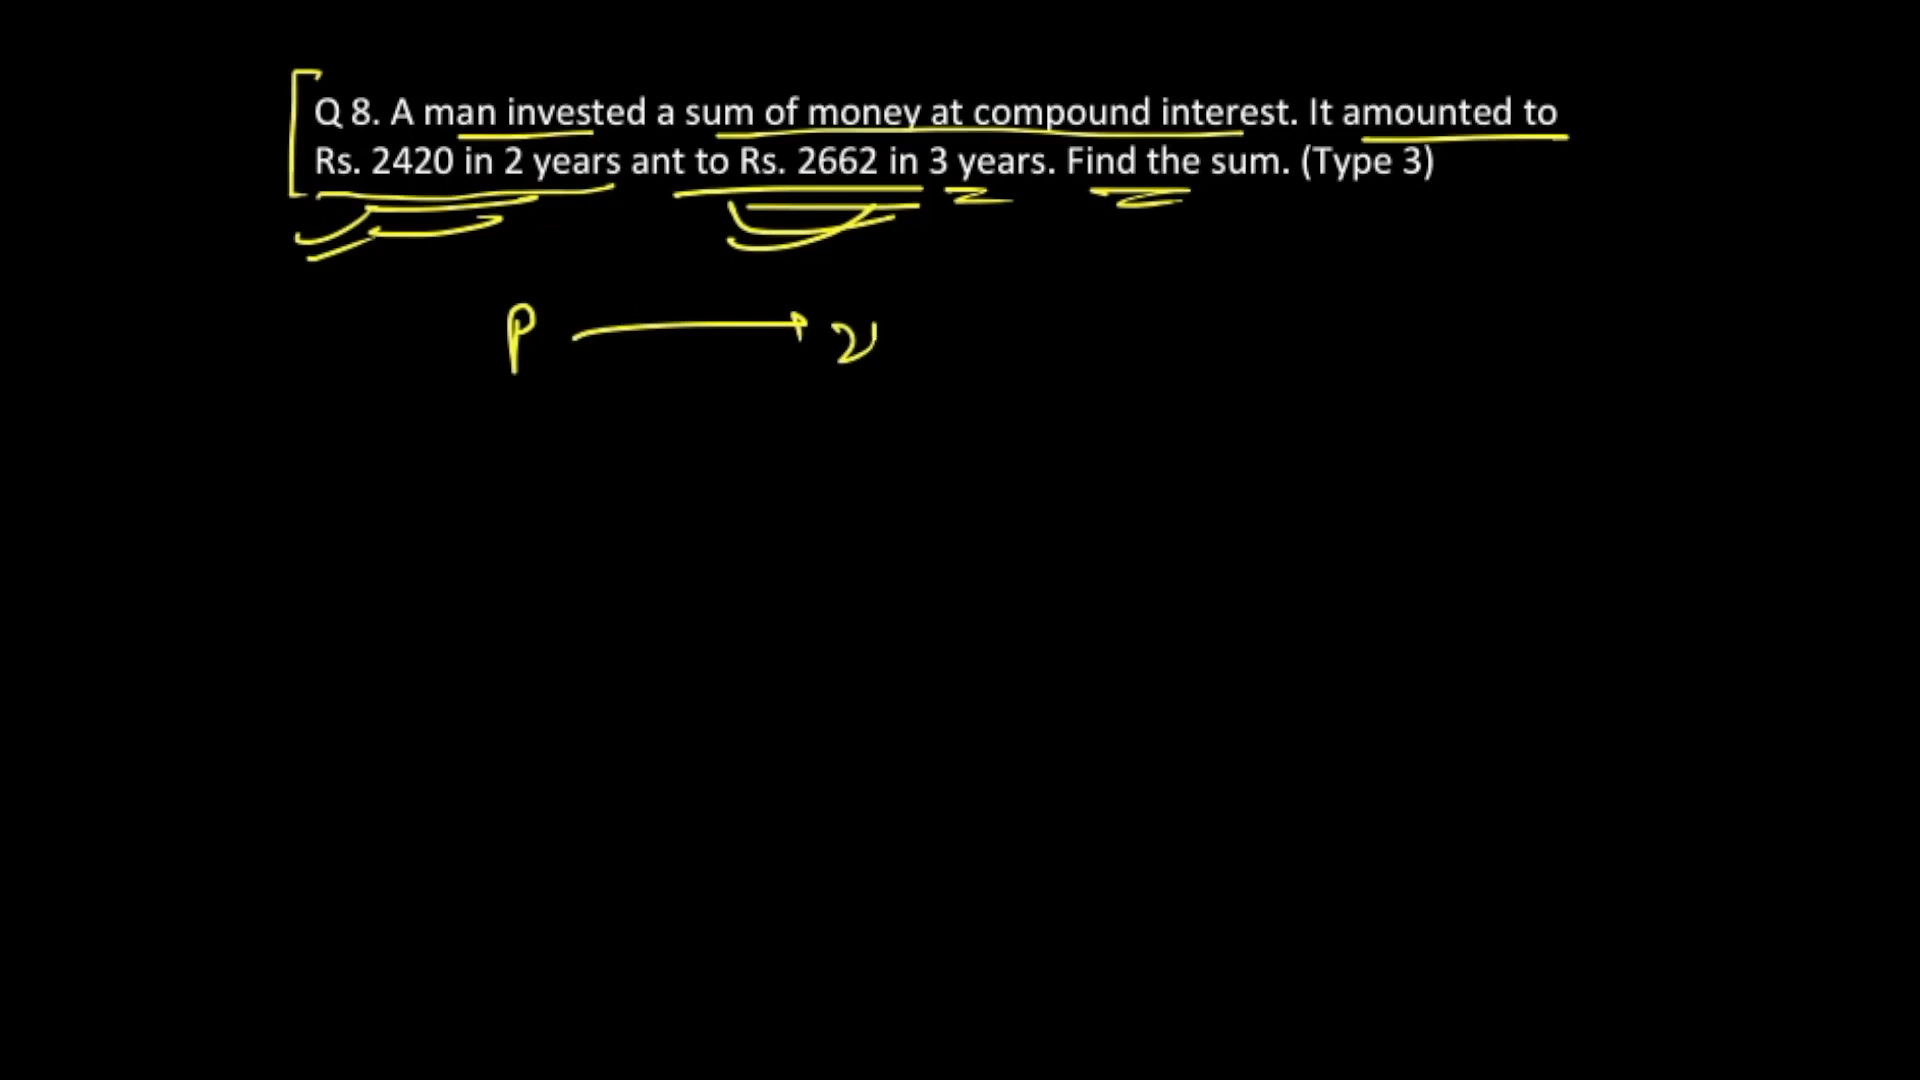 Q 8. A man invested a sum of money at compound interest. It amounted to
Rs. 2420 in 2 years ant to Rs. 2662 in 3 years. Find the sum. (Type 3)
P